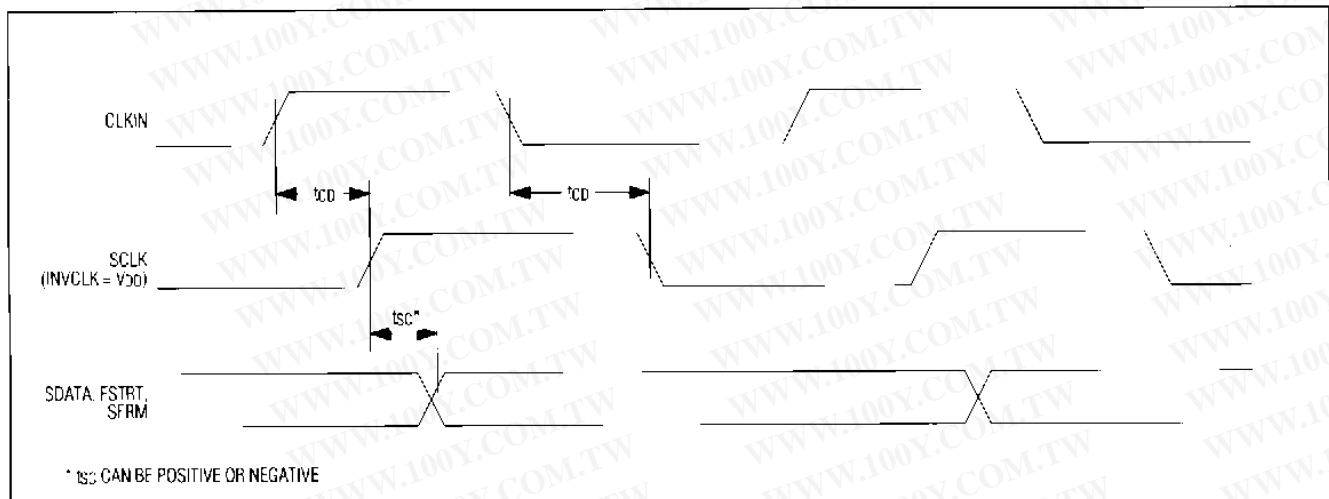 CLKIN
tCD
tCD
SCLK
(INVCLK = VDD)
tSC*
SDATA, FSTRT,
SFRM
* tSC CAN BE POSITIVE OR NEGATIVE
WWW.100Y.COM.TW